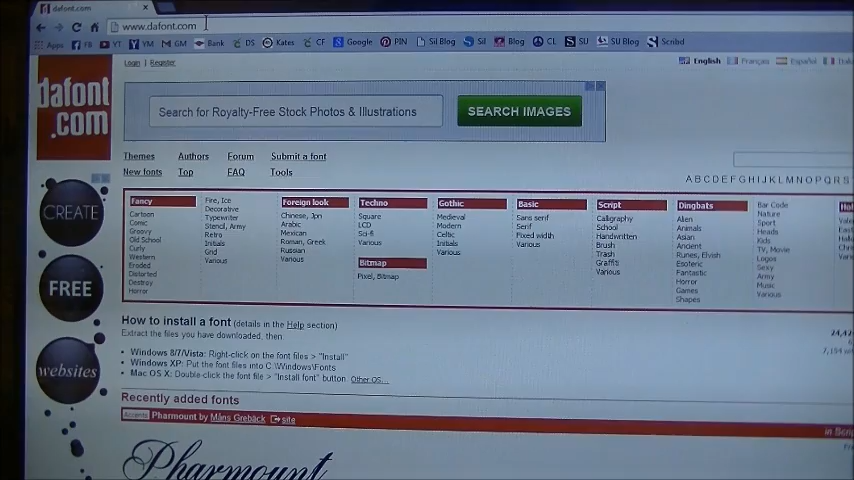 dafont.com
www.dafont.com
Apps FB YT YM GM Bank DS Kates CF Google PIN Sil Blog Sil Blog CL SU SU Blog Scribd
Login | Register
English Français Español
dafont
.com
Search for Royalty-Free Stock Photos & Illustrations SEARCH IMAGES
Themes Authors Forum Submit a font
New fonts Top FAQ Tools
A B C D E F G H I J K L M N O P Q R S
CREATE
FREE
websites
Fancy
Cartoon
Comic
Groovy
Old School
Curly
Western
Eroded
Distorted
Destroy
Horror
Fire, Ice
Decorative
Typewriter
Stencil, Army
Retro
Initials
Grid
Various
Foreign look
Chinese, Jpn
Arabic
Mexican
Roman, Greek
Russian
Various
Techno
Square
LCD
Sci-fi
Various
Bitmap
Pixel, Bitmap
Gothic
Medieval
Modern
Celtic
Initials
Various
Basic
Sans serif
Serif
Fixed width
Various
Script
Calligraphy
School
Handwritten
Brush
Trash
Graffiti
Various
Dingbats
Alien
Animals
Asian
Ancient
Runes, Elvish
Esoteric
Fantastic
Horror
Games
Shapes
Bar Code
Nature
Sport
Heads
Kids
TV, Movie
Logos
Sexy
Army
Music
Various
How to install a font (details in the Help section)
Extract the files you have downloaded, then:
• Windows 8/7/Vista: Right-click on the font files > "Install"
• Windows XP: Put the font files into C:\Windows\Fonts
• Mac OS X: Double-click the font file > "Install font" button. Other OS...
Recently added fonts
Accents Pharmount by Måns Grebäck site
Pharmount